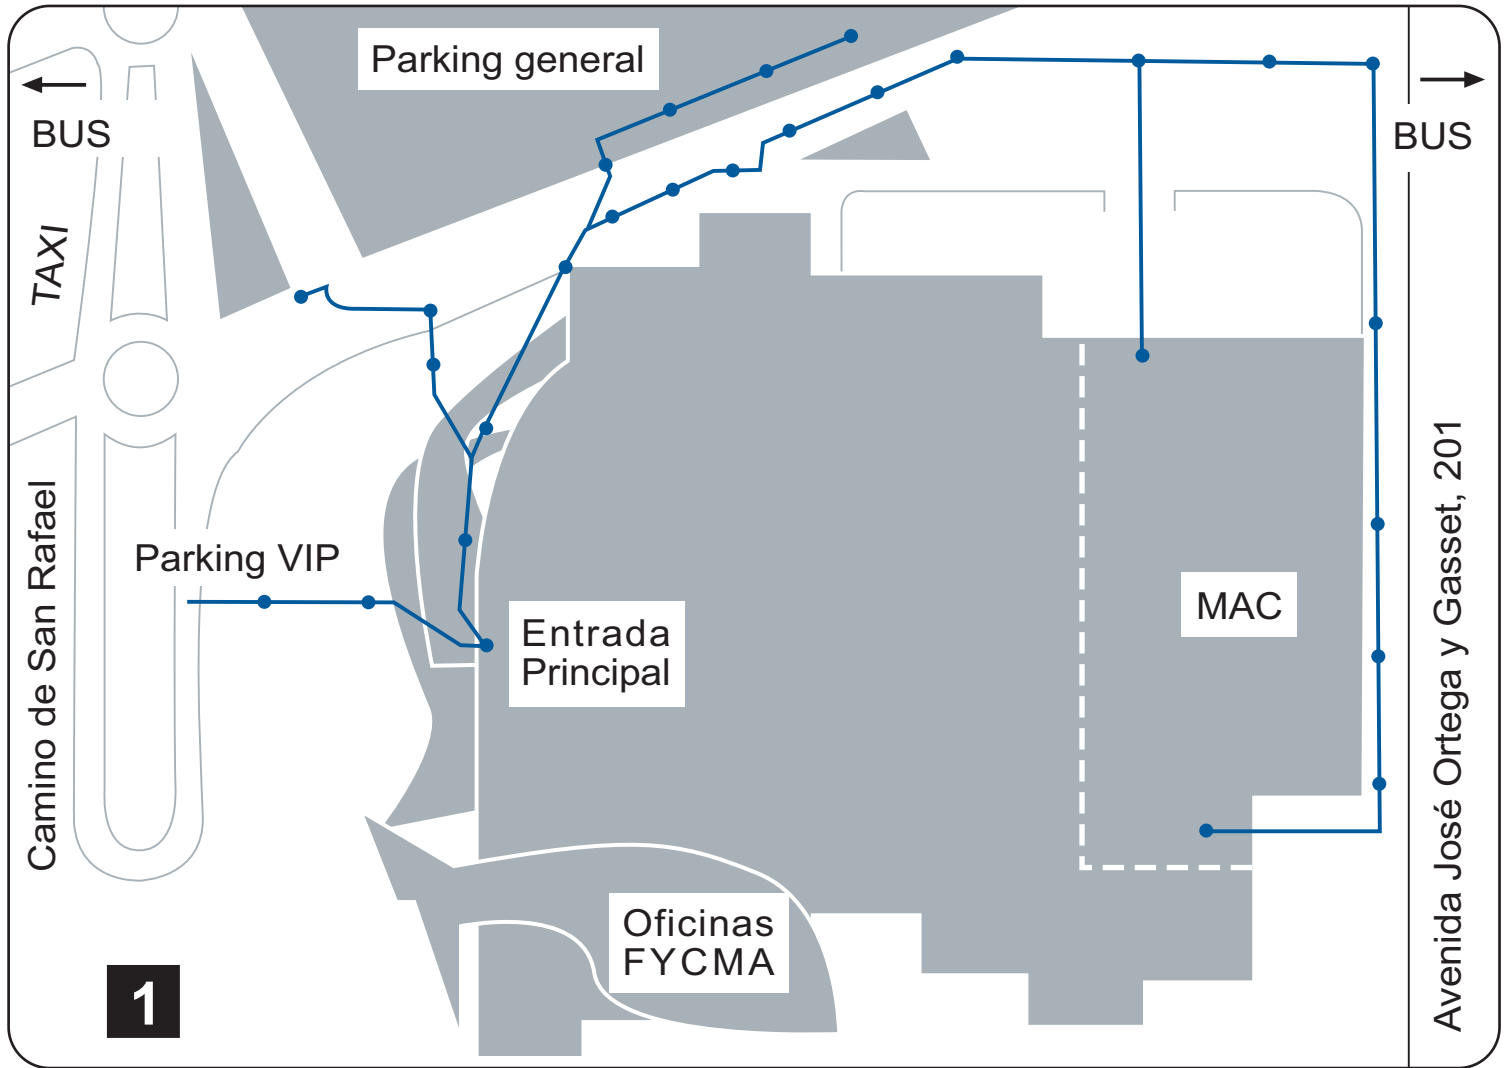 Parking general
BUS
BUS
TAXI
Camino de San Rafael
Parking VIP
Entrada
Principal
MAC
Avenida José Ortega y Gasset, 201
Oficinas
FYCMA
1